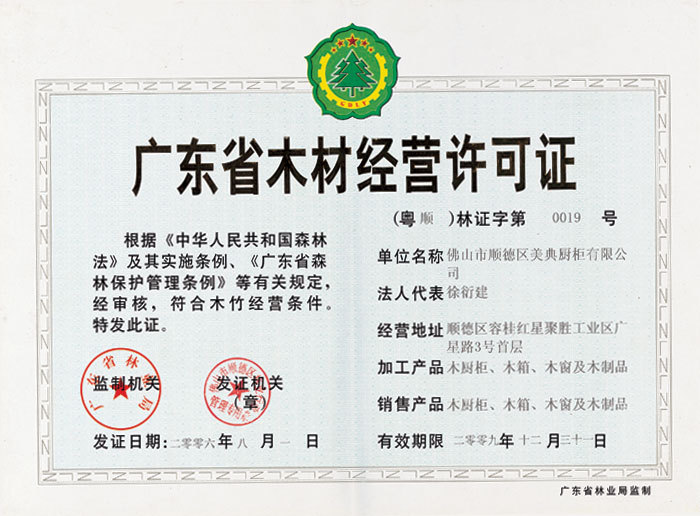 GDLY
广东省木材经营许可证
(粤 顺 )林证字第 0019 号
根据《中华人民共和国森林
法》及其实施条例、《广东省森
林保护管理条例》等有关规定，
经审核，符合木竹经营条件。
特发此证。
广东省林业局
监制机关
发证机关
(章)
发证日期：二零零六年八月一日
单位名称佛山市顺德区美典厨柜有限公
司
法人代表徐衍建
经营地址顺德区容桂红星聚胜工业区广
星路3号首层
加工产品木厨柜、木箱、木窗及木制品
销售产品木厨柜、木箱、木窗及木制品
有效期限二零零九年十二月三十一日
广东省林业局监制